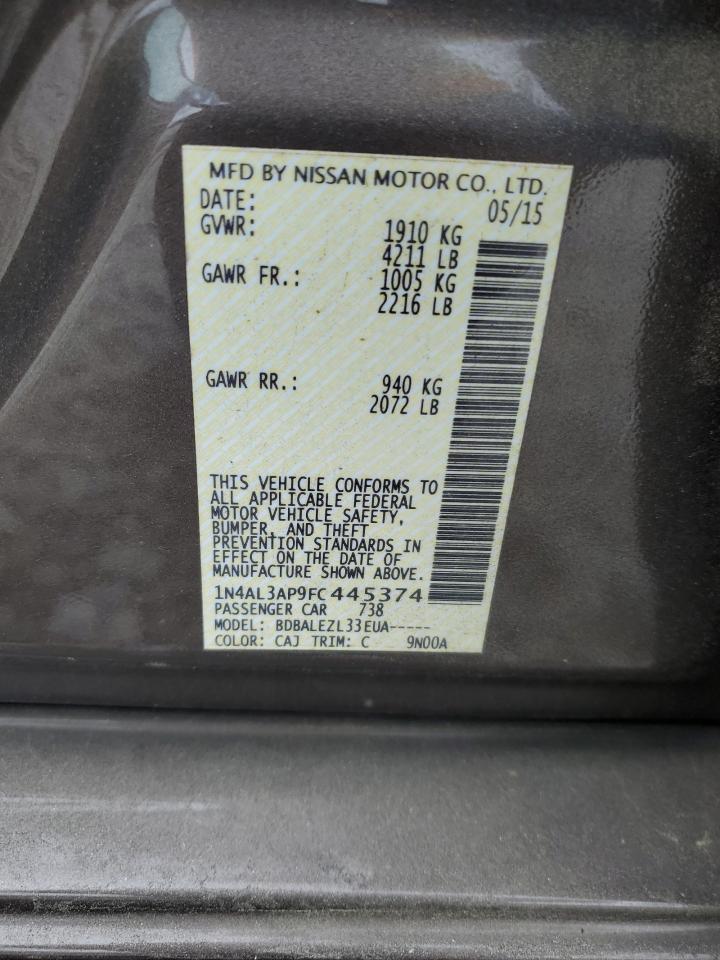 MFD BY NISSAN MOTOR CO., LTD.
DATE: 05/15
GVWR: 1910 KG
4211 LB
GAWR FR.: 1005 KG
2216 LB
GAWR RR.: 940 KG
2072 LB
THIS VEHICLE CONFORMS TO
ALL APPLICABLE FEDERAL
MOTOR VEHICLE SAFETY,
BUMPER, AND THEFT
PREVENTION STANDARDS IN
EFFECT ON THE DATE OF
MANUFACTURE SHOWN ABOVE.
1N4AL3AP9FC445374
PASSENGER CAR 738
MODEL: BDBALEZL33EUA-----
COLOR: CAJ TRIM: C 9N00A